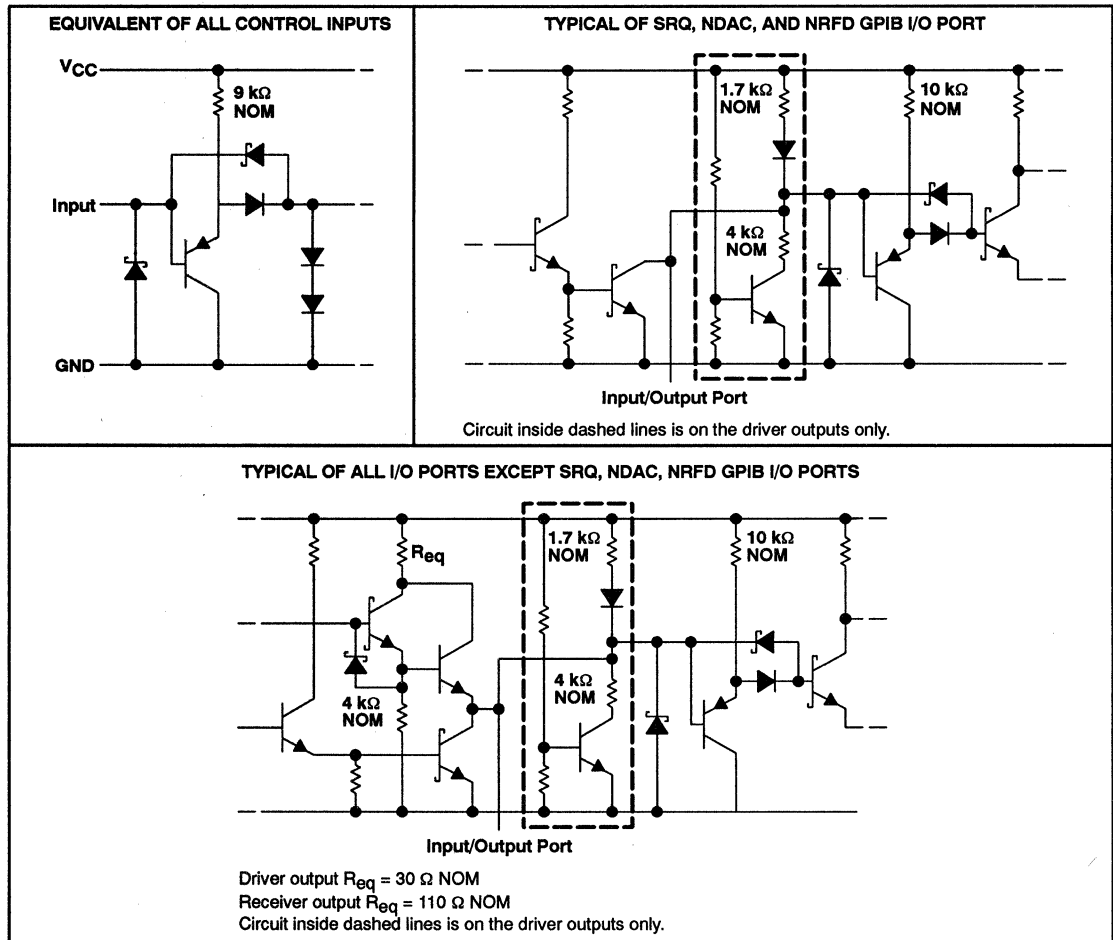 EQUIVALENT OF ALL CONTROL INPUTS
VCC
9 kΩ
NOM
Input
GND
TYPICAL OF SRQ, NDAC, AND NRFD GPIB I/O PORT
1.7 kΩ
NOM
10 kΩ
NOM
4 kΩ
NOM
Input/Output Port
Circuit inside dashed lines is on the driver outputs only.
TYPICAL OF ALL I/O PORTS EXCEPT SRQ, NDAC, NRFD GPIB I/O PORTS
Req
1.7 kΩ
NOM
10 kΩ
NOM
4 kΩ
NOM
4 kΩ
NOM
Input/Output Port
Driver output Req = 30 Ω NOM
Receiver output Req = 110 Ω NOM
Circuit inside dashed lines is on the driver outputs only.